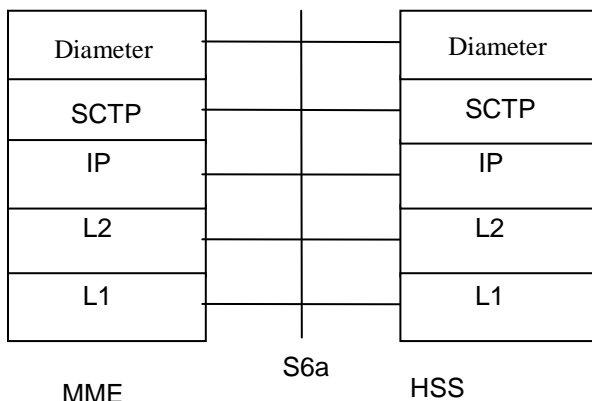 Diameter
Diameter
SCTP
SCTP
IP
IP
L2
L2
L1
L1
S6a
MME
HSS